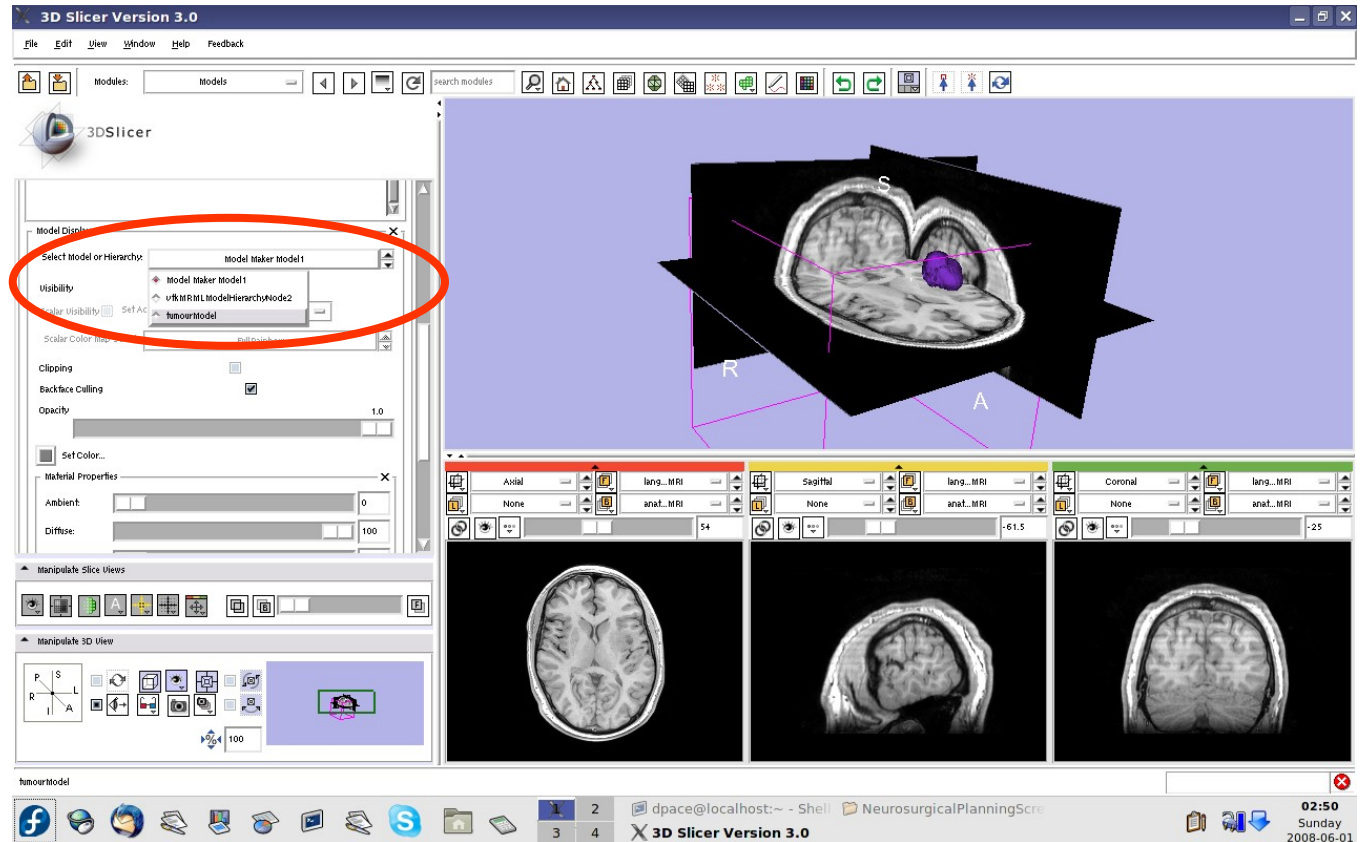 3D Slicer Version 3.0
File Edit View Window Help Feedback
Modules: Models search modules
3DSlicer
S
R
A
Select Model or Hierarchy: Model Maker Model1
Model Maker Model1
vtkMRMLModelHierarchyNode2
tumourModel
Visibility
Scalar Visibility
Clipping
Backface Culling
Opacity 1.0
Set Color...
Material Properties
Ambient: 0
Diffuse: 100
Axial lang...MRI
None anat...MRI
54
Sagittal lang...MRI
None anat...MRI
-61.5
Coronal lang...MRI
None anat...MRI
-25
Manipulate Slice Views
Manipulate 3D View
P S
R L
I A
100
tumourModel
1 2
3 4
dpace@localhost:~ - Shell
NeurosurgicalPlanningScre
3D Slicer Version 3.0
02:50
Sunday
2008-06-01